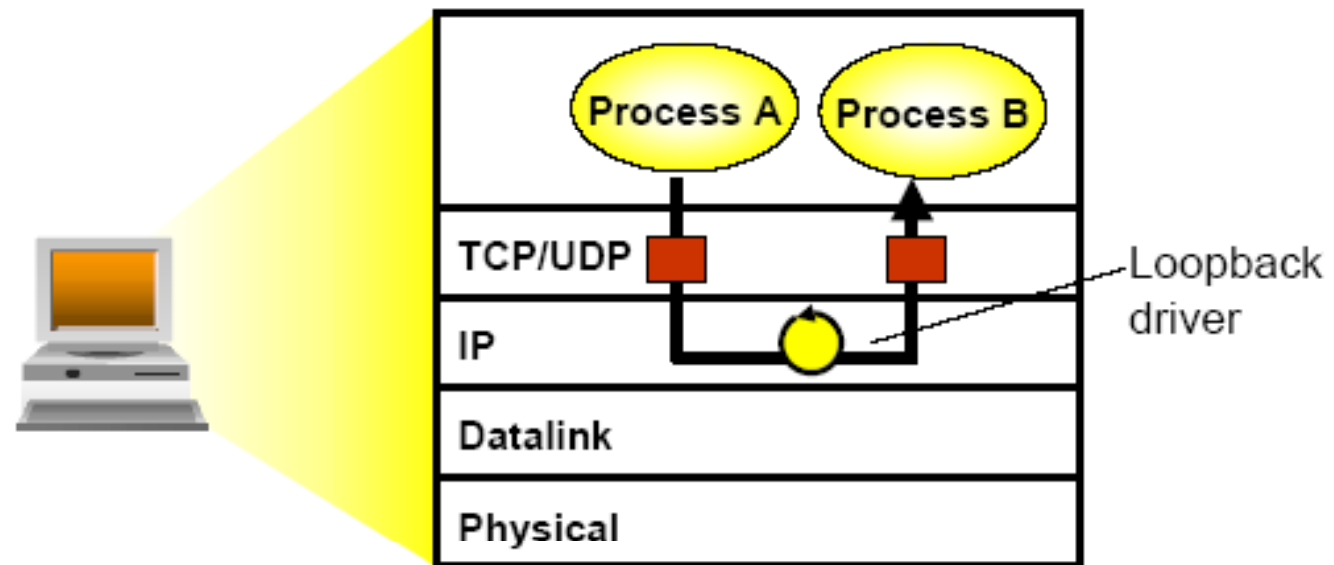 Process A
Process B
TCP/UDP
Loopback
driver
IP
Datalink
Physical